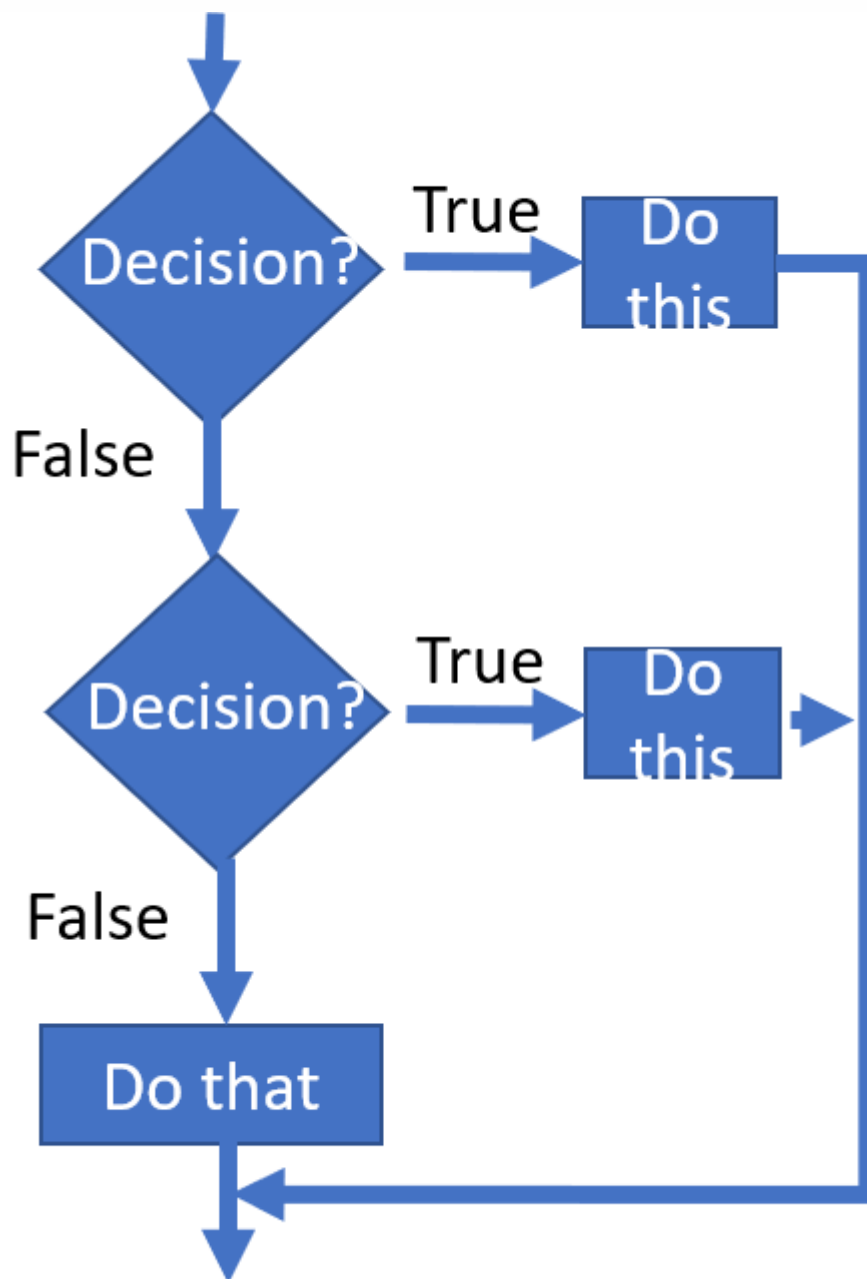 Decision?
True
Do
this
False
Decision?
True
Do
this
False
Do that